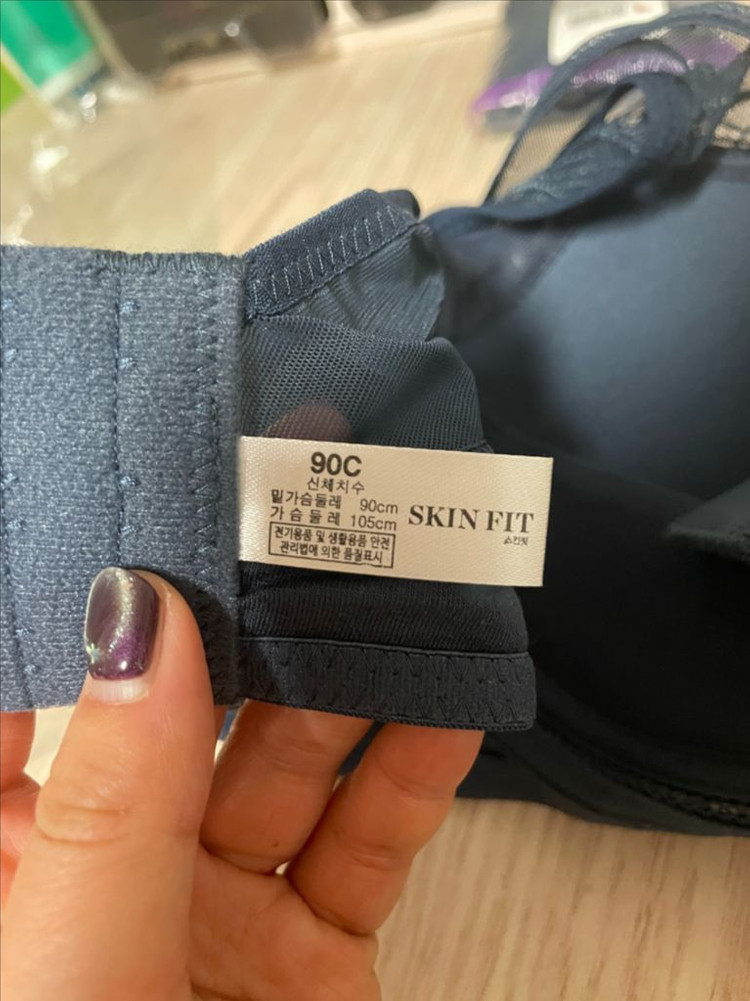 90C
신체치수
밑가슴둘레 90cm
가슴둘레 105cm
전기용품 및 생활용품 안전
관리법에 의한 품질표시
SKIN FIT
스킨핏